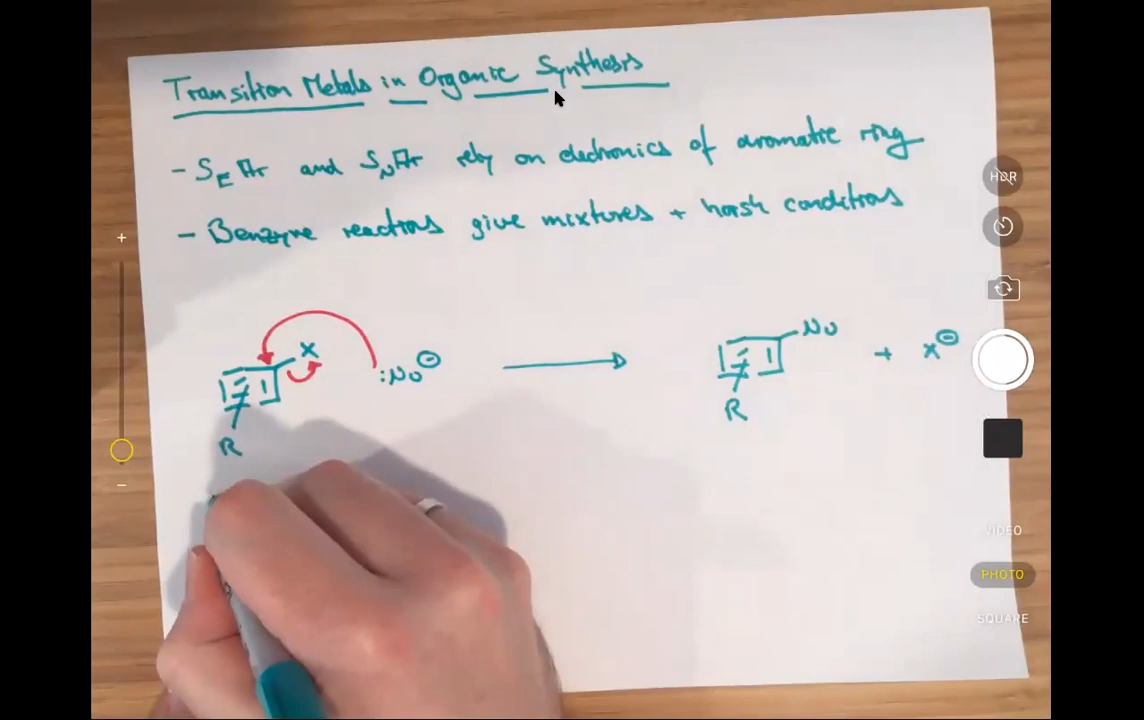 Transition Metals in Organic Synthesis
- SEAr and SNAr rely on electronics of aromatic ring
- Benzyne reactions give mixtures + harsh conditions
HDR
X :Nu⊖ Nu + X⊖
R R
VIDEO
PHOTO
SQUARE